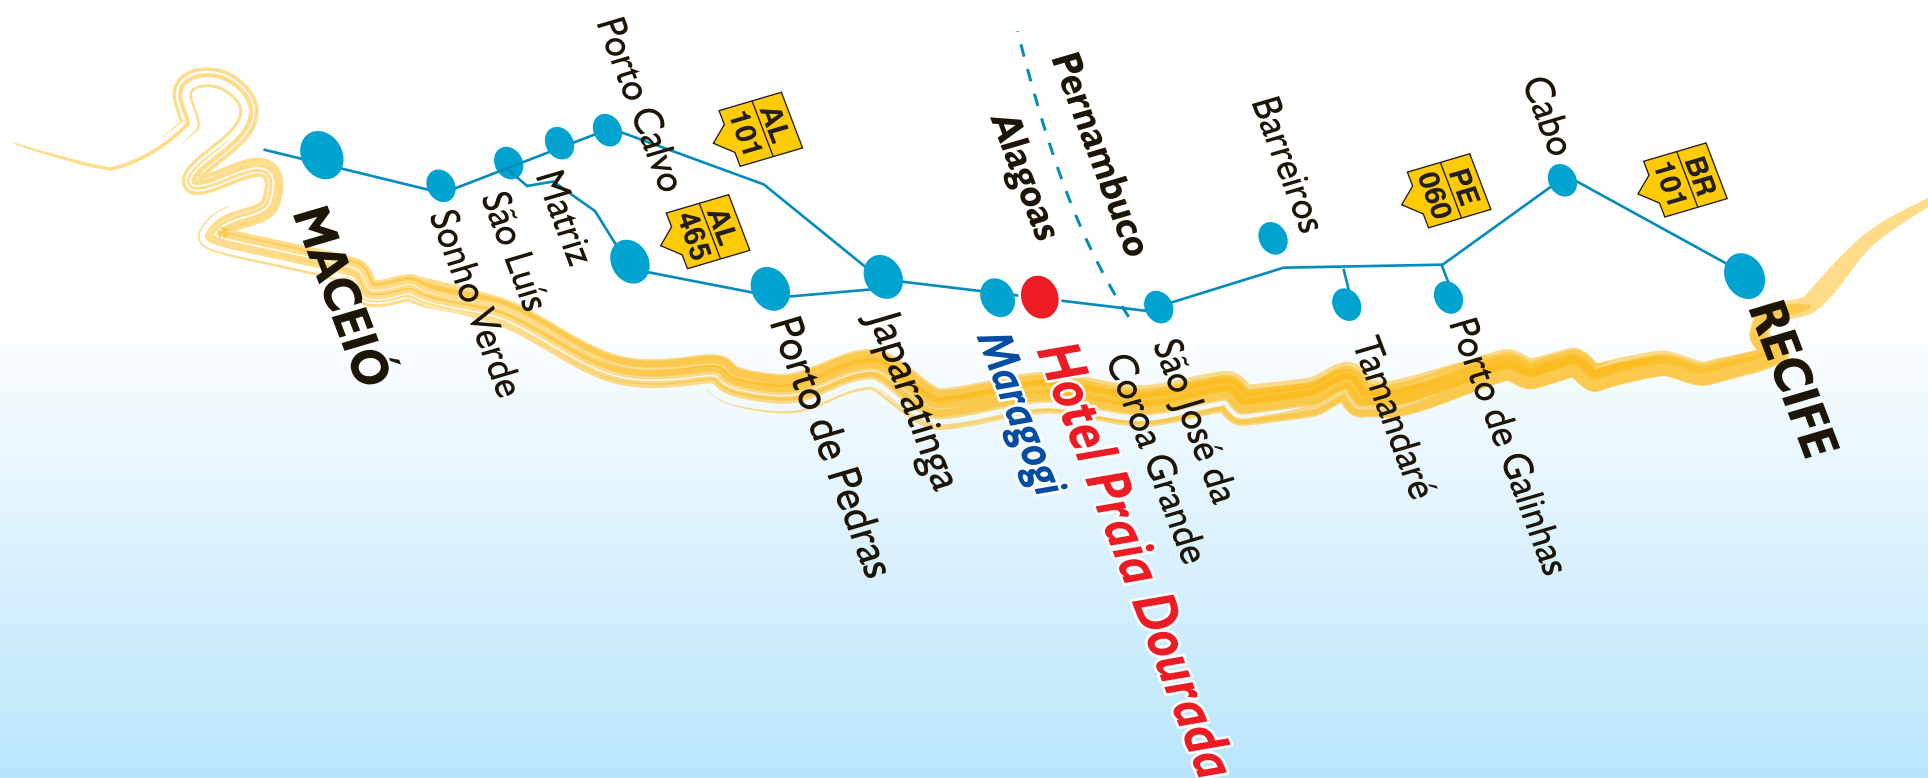 MACEIÓ
Sonho Verde
São Luís
Matriz
Porto Calvo
AL
101
AL
465
Porto de Pedras
Japaratinga
Maragogi
Hotel Praia Dourada
Alagoas
Pernambuco
São José da
Coroa Grande
Barreiros
Tamandaré
PE
060
Porto de Galinhas
Cabo
BR
101
RECIFE